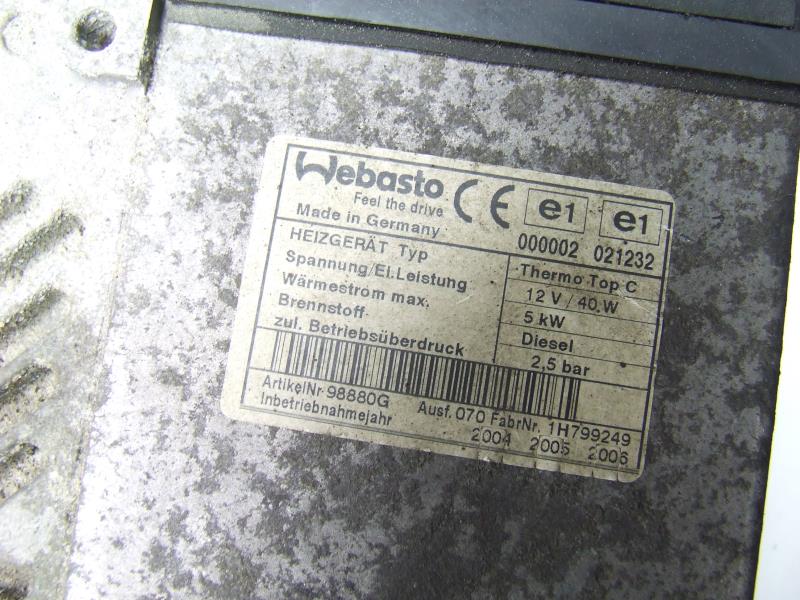 Webasto
Feel the drive
Made in Germany
CE e1 e1
000002 021232
HEIZGERÄT Typ Thermo Top C
Spannung/El.Leistung 12 V / 40 W
Wärmestrom max. 5 kW
Brennstoff Diesel
zul. Betriebsüberdruck 2,5 bar
ArtikelNr 98880G Ausf. 070 FabrNr. 1H799249
Inbetriebnahmejahr 2004 2005 2006